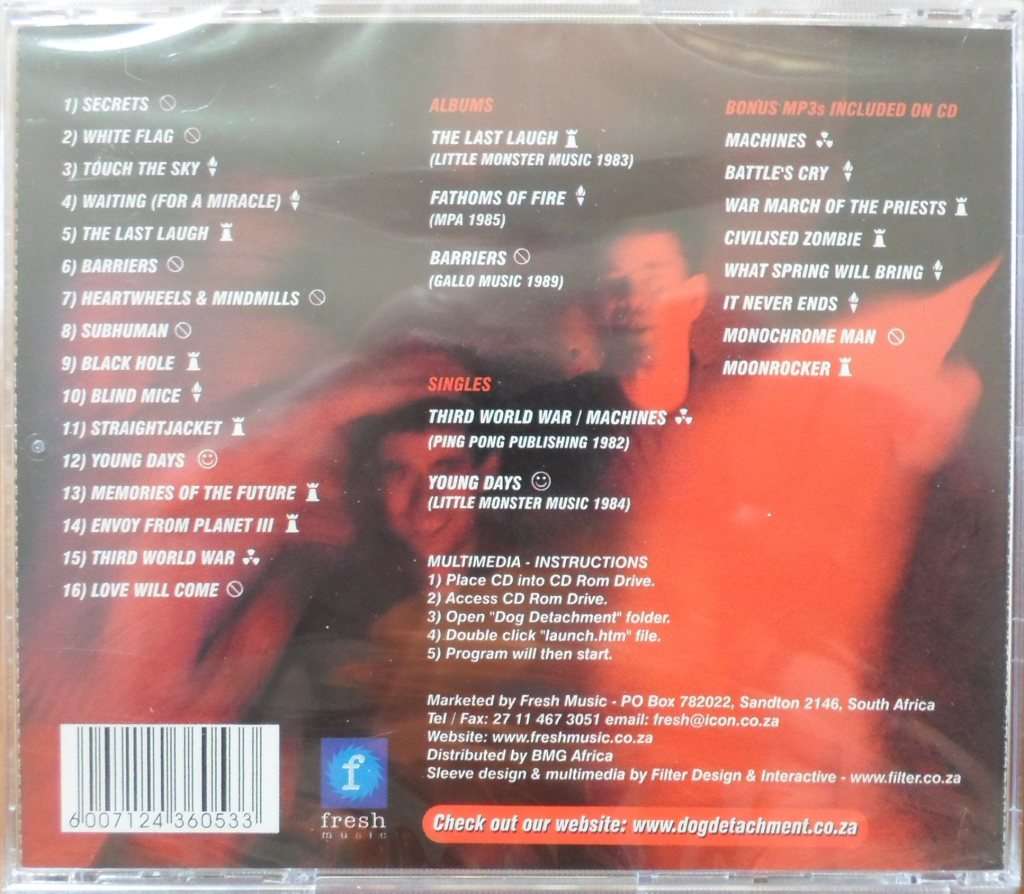 1) SECRETS
2) WHITE FLAG
3) TOUCH THE SKY
4) WAITING (FOR A MIRACLE)
5) THE LAST LAUGH
6) BARRIERS
7) HEARTWHEELS & MINDMILLS
8) SUBHUMAN
9) BLACK HOLE
10) BLIND MICE
11) STRAIGHTJACKET
12) YOUNG DAYS
13) MEMORIES OF THE FUTURE
14) ENVOY FROM PLANET III
15) THIRD WORLD WAR
16) LOVE WILL COME
ALBUMS
THE LAST LAUGH
(LITTLE MONSTER MUSIC 1983)
FATHOMS OF FIRE
(MPA 1985)
BARRIERS
(GALLO MUSIC 1989)
SINGLES
THIRD WORLD WAR / MACHINES
(PING PONG PUBLISHING 1982)
YOUNG DAYS
(LITTLE MONSTER MUSIC 1984)
BONUS MP3s INCLUDED ON CD
MACHINES
BATTLE'S CRY
WAR MARCH OF THE PRIESTS
CIVILISED ZOMBIE
WHAT SPRING WILL BRING
IT NEVER ENDS
MONOCHROME MAN
MOONROCKER
MULTIMEDIA - INSTRUCTIONS
1) Place CD into CD Rom Drive.
2) Access CD Rom Drive.
3) Open "Dog Detachment" folder.
4) Double click "launch.htm" file.
5) Program will then start.
Marketed by Fresh Music - PO Box 782022, Sandton 2146, South Africa
Tel / Fax: 27 11 467 3051 email: fresh@icon.co.za
Website: www.freshmusic.co.za
Distributed by BMG Africa
Sleeve design & multimedia by Filter Design & Interactive - www.filter.co.za
Check out our website: www.dogdetachment.co.za
6 007124 360533
f
fresh
music